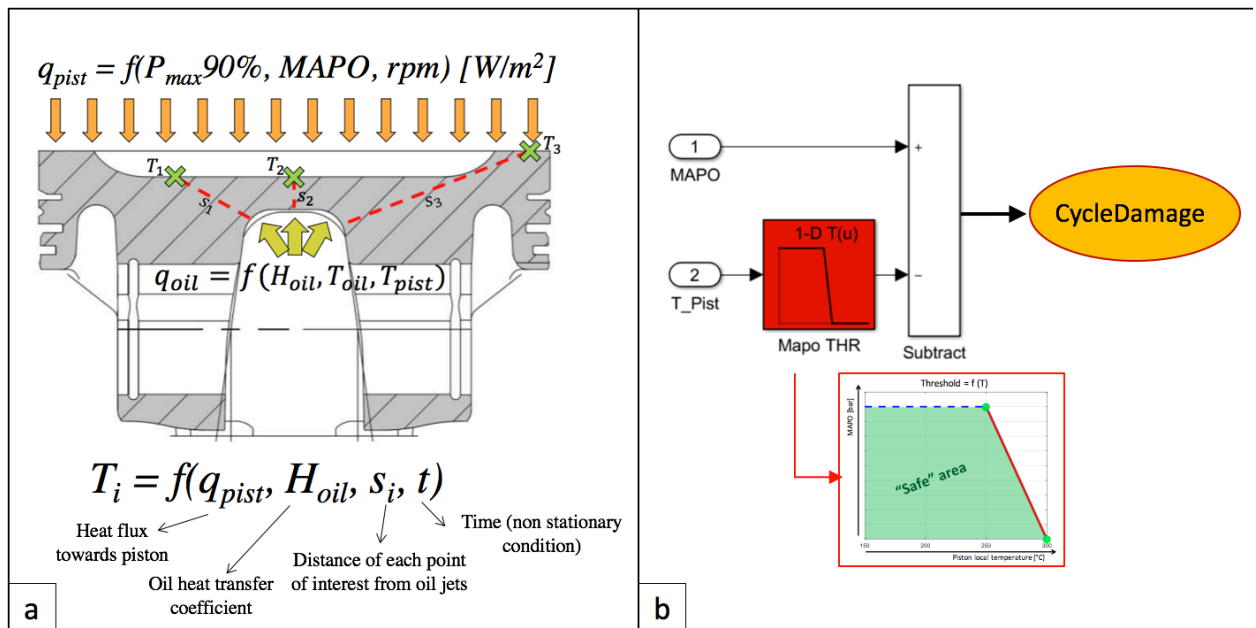 q_pist = f(P_max90%, MAPO, rpm) [W/m²]
T₁
T₂
T₃
s₁
s₂
s₃
q_oil = f(H_oil, T_oil, T_pist)
T_i = f(q_pist, H_oil, s_i, t)
Heat flux
towards piston
Oil heat transfer
coefficient
Distance of each point
of interest from oil jets
Time (non stationary
condition)
a
1
MAPO
2
T_Pist
1-D T(u)
Mapo THR
+
−
Subtract
CycleDamage
Threshold = f (T)
MAPO [bar]
"Safe" area
150
200
250
300
Piston local temperature [°C]
b